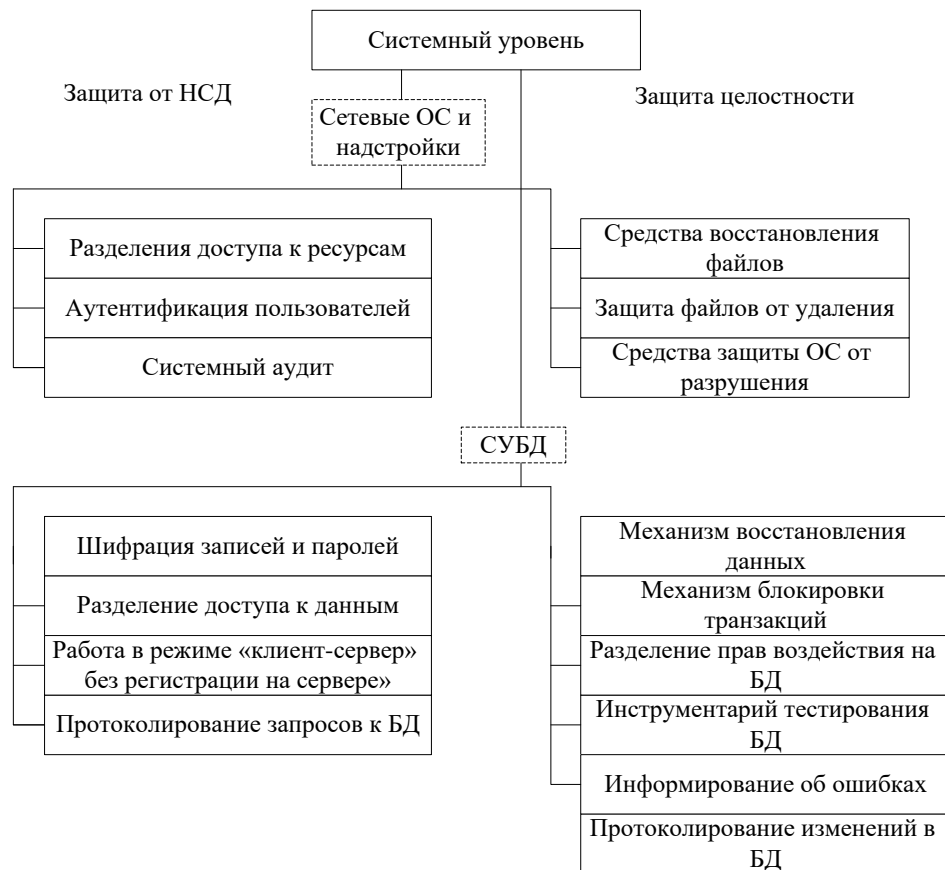 Системный уровень
Защита от НСД
Защита целостности
Сетевые ОС и
надстройки
Разделения доступа к ресурсам
Аутентификация пользователей
Системный аудит
Средства восстановления
файлов
Защита файлов от удаления
Средства защиты ОС от
разрушения
СУБД
Шифрация записей и паролей
Разделение доступа к данным
Работа в режиме «клиент-сервер»
без регистрации на сервере»
Протоколирование запросов к БД
Механизм восстановления
данных
Механизм блокировки
транзакций
Разделение прав воздействия на
БД
Инструментарий тестирования
БД
Информирование об ошибках
Протоколирование изменений в
БД